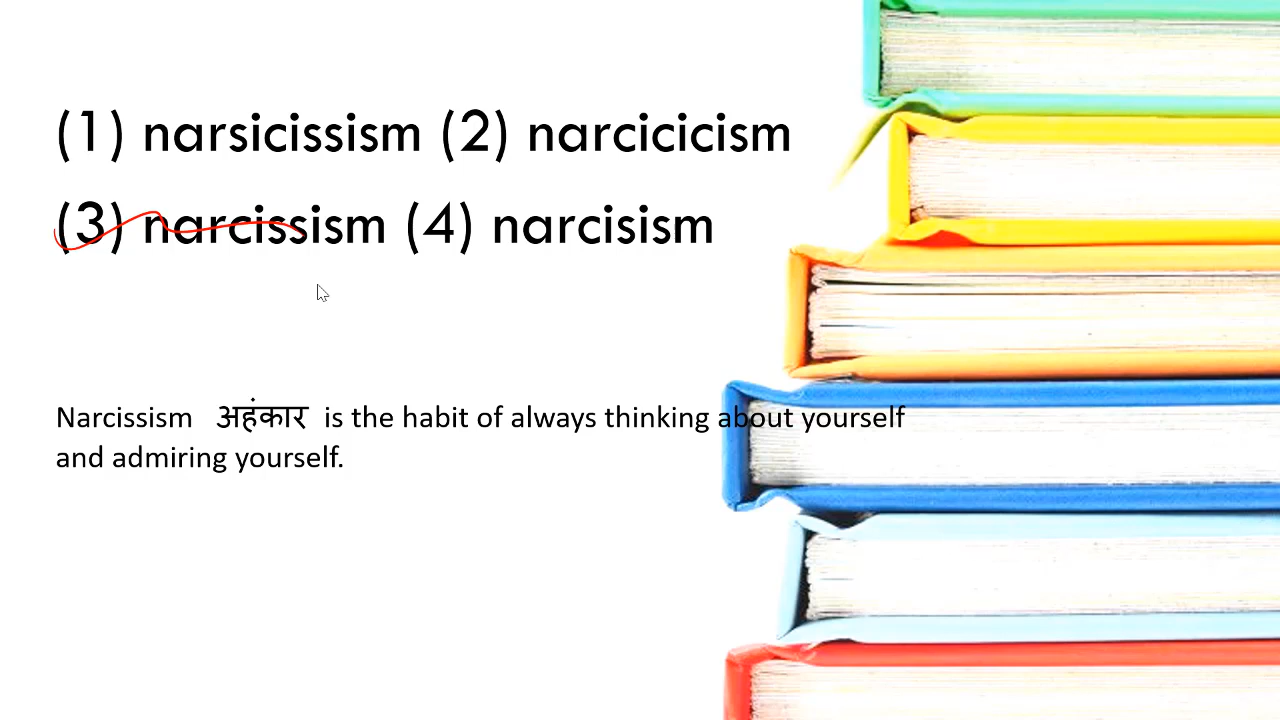 (1) narsicissism (2) narcicicism
(3) narcissism (4) narcisism
Narcissism अहंकार is the habit of always thinking about yourself
and admiring yourself.